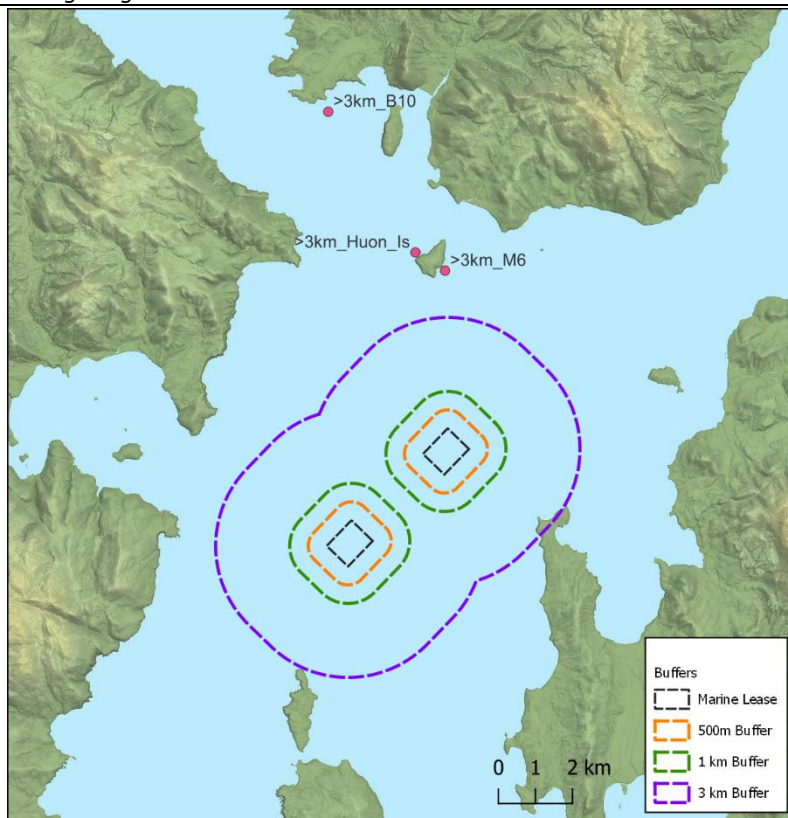 >3km_B10
>3km_Huon_Is
>3km_M6
Buffers
Marine Lease
500m Buffer
1 km Buffer
3 km Buffer
0 1 2 km